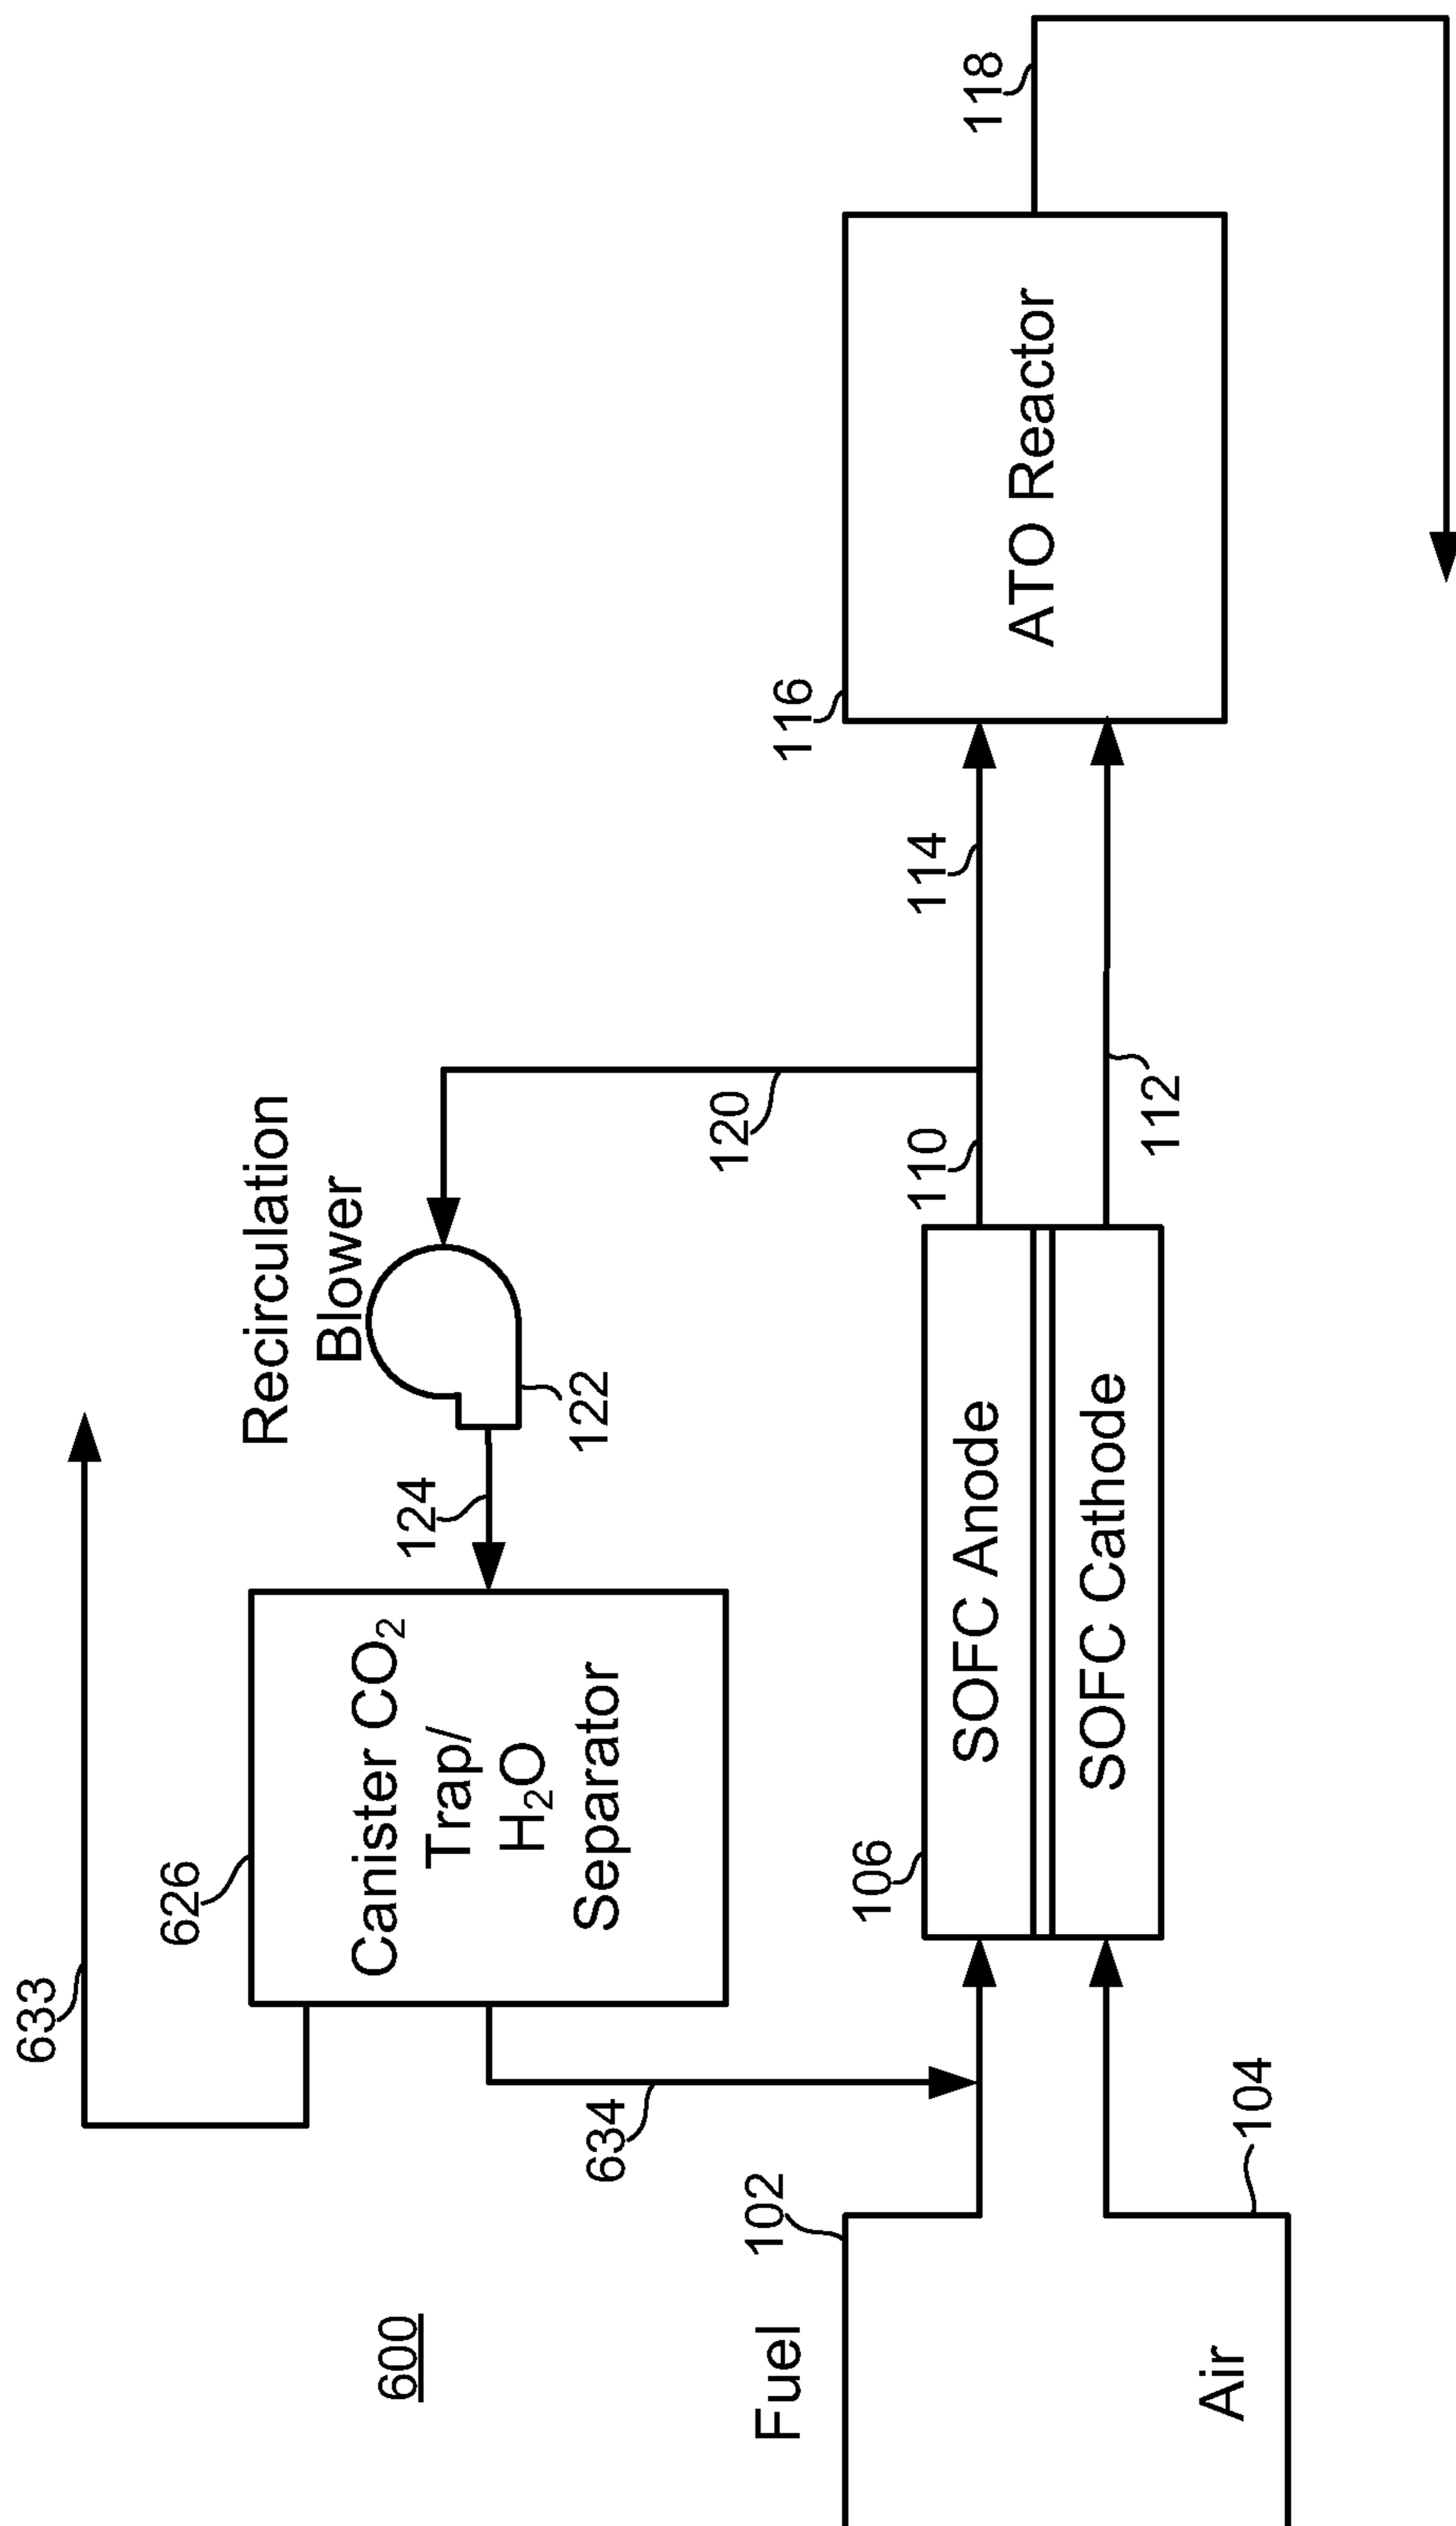 600
633
626
Canister CO₂
Trap/
H₂O
Separator
124
Recirculation
Blower
122
120
634
Fuel
102
106
SOFC Anode
SOFC Cathode
110
114
112
116
ATO Reactor
118
Air
104